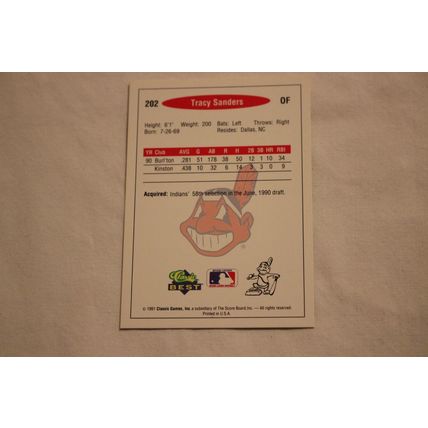 202 Tracy Sanders OF
Height: 6'1" Weight: 200 Bats: Left. Throws: Right
Born: 7-26-69 Resides: Dallas, NC
YR Club AVG G AB R H 2B 3B HR RBI
90 Burl'ton .281 51 178 38 50 12 1 10 34
Kinston .438 10 32 6 14 3 3 0 9
Acquired: Indians' 58th selection in the June, 1990 draft.
Classic
BEST
© 1991 Classic Games, Inc. a subsidiary of The Score Board Inc. — All rights reserved.
Printed in U.S.A.